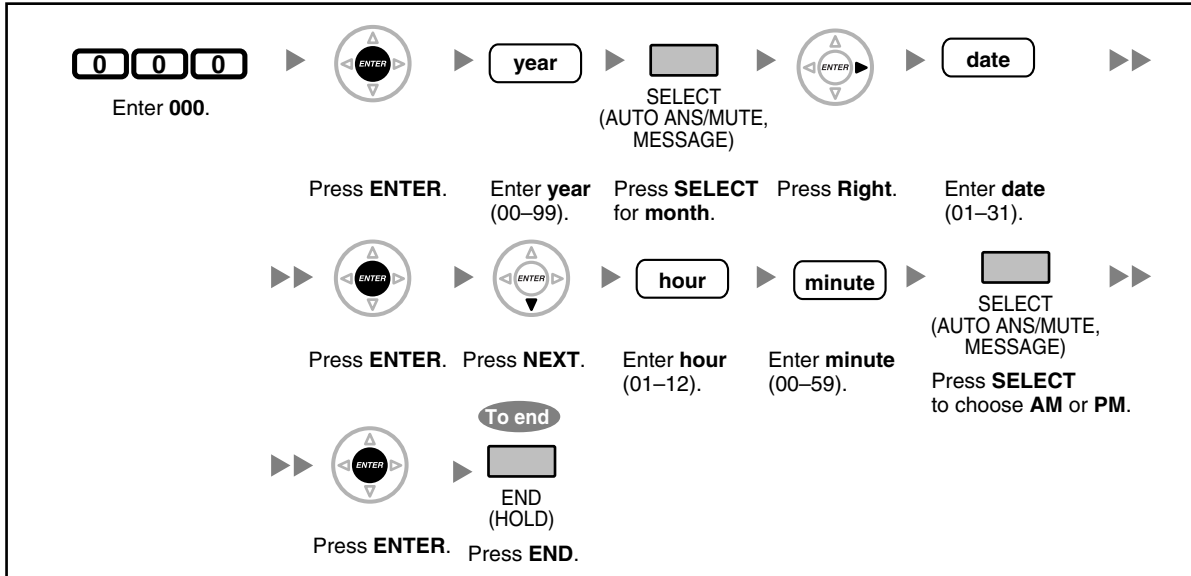 0 0 0
Enter 000.
ENTER
Press ENTER.
year
Enter year
(00–99).
SELECT
(AUTO ANS/MUTE,
MESSAGE)
Press SELECT
for month.
ENTER
Press Right.
date
Enter date
(01–31).
ENTER
Press ENTER.
ENTER
Press NEXT.
hour
Enter hour
(01–12).
minute
Enter minute
(00–59).
SELECT
(AUTO ANS/MUTE,
MESSAGE)
Press SELECT
to choose AM or PM.
ENTER
Press ENTER.
To end
END
(HOLD)
Press END.